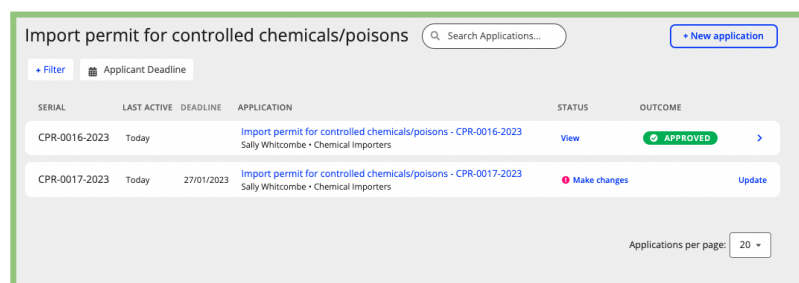 Import permit for controlled chemicals/poisons
Search Applications...
+ New application
+ Filter
Applicant Deadline
SERIAL LAST ACTIVE DEADLINE APPLICATION STATUS OUTCOME
CPR-0016-2023 Today Import permit for controlled chemicals/poisons - CPR-0016-2023 View APPROVED
Sally Whitcombe • Chemical Importers
CPR-0017-2023 Today 27/01/2023 Import permit for controlled chemicals/poisons - CPR-0017-2023 Make changes Update
Sally Whitcombe • Chemical Importers
Applications per page: 20